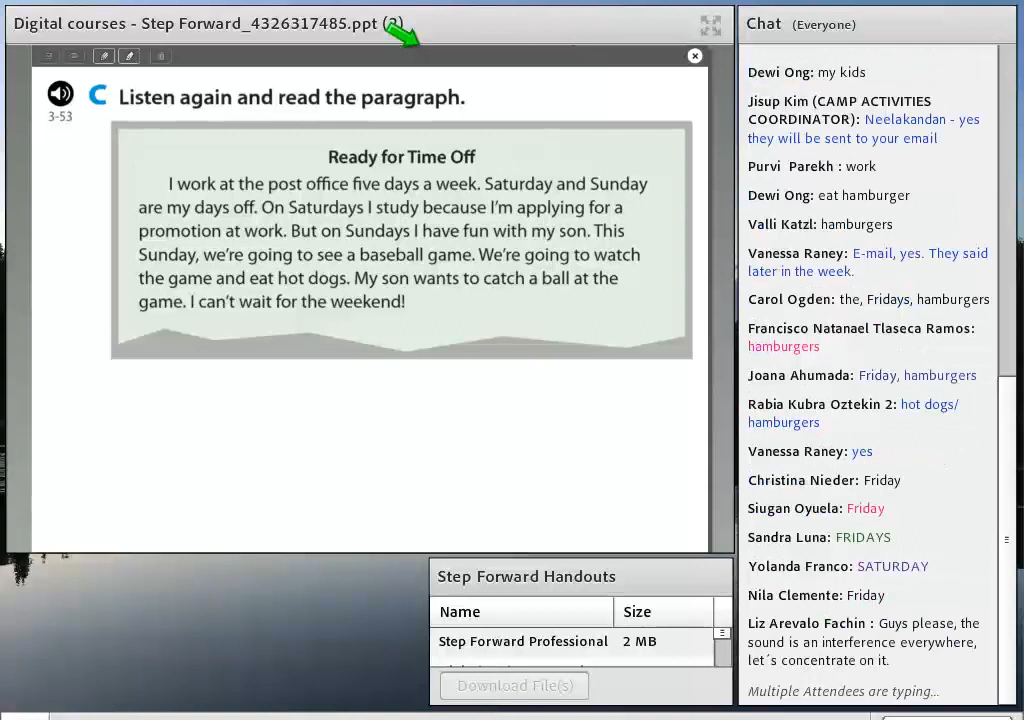 Digital courses - Step Forward_4326317485.ppt (2)
3-53
C Listen again and read the paragraph.
Ready for Time Off
I work at the post office five days a week. Saturday and Sunday
are my days off. On Saturdays I study because I'm applying for a
promotion at work. But on Sundays I have fun with my son. This
Sunday, we're going to see a baseball game. We're going to watch
the game and eat hot dogs. My son wants to catch a ball at the
game. I can't wait for the weekend!
Step Forward Handouts
Name Size
Step Forward Professional 2 MB
Download File(s)
Chat (Everyone)
Dewi Ong: my kids
Jisup Kim (CAMP ACTIVITIES
COORDINATOR): Neelakandan - yes
they will be sent to your email
Purvi Parekh : work
Dewi Ong: eat hamburger
Valli Katzl: hamburgers
Vanessa Raney: E-mail, yes. They said
later in the week.
Carol Ogden: the, Fridays, hamburgers
Francisco Natanael Tlaseca Ramos:
hamburgers
Joana Ahumada: Friday, hamburgers
Rabia Kubra Oztekin 2: hot dogs/
hamburgers
Vanessa Raney: yes
Christina Nieder: Friday
Siugan Oyuela: Friday
Sandra Luna: FRIDAYS
Yolanda Franco: SATURDAY
Nila Clemente: Friday
Liz Arevalo Fachin : Guys please, the
sound is an interference everywhere,
let´s concentrate on it.
Multiple Attendees are typing...